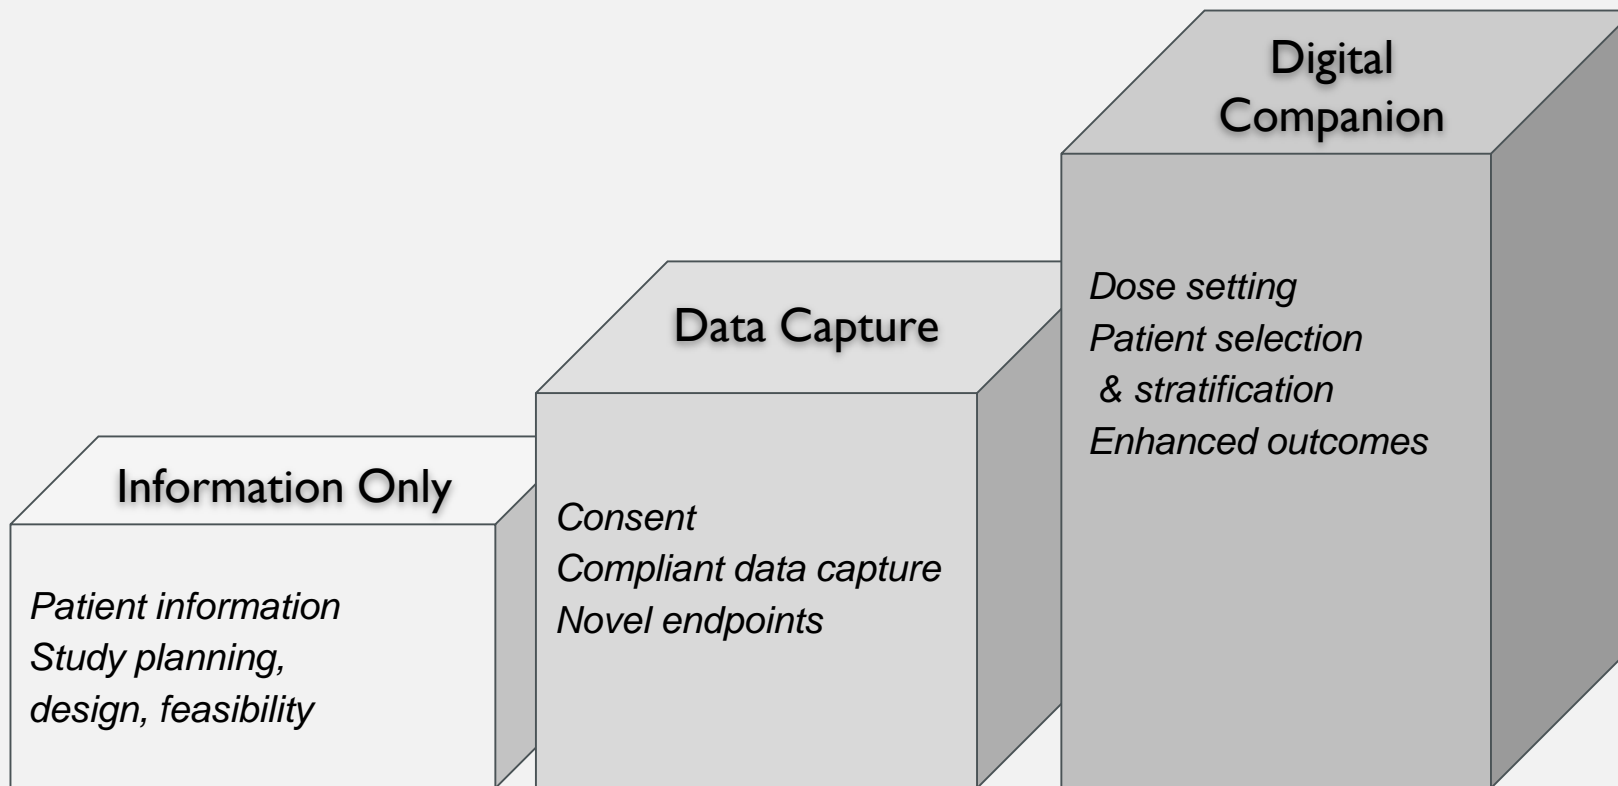 Information Only
Patient information
Study planning,
design, feasibility
Data Capture
Consent
Compliant data capture
Novel endpoints
Digital
Companion
Dose setting
Patient selection
& stratification
Enhanced outcomes